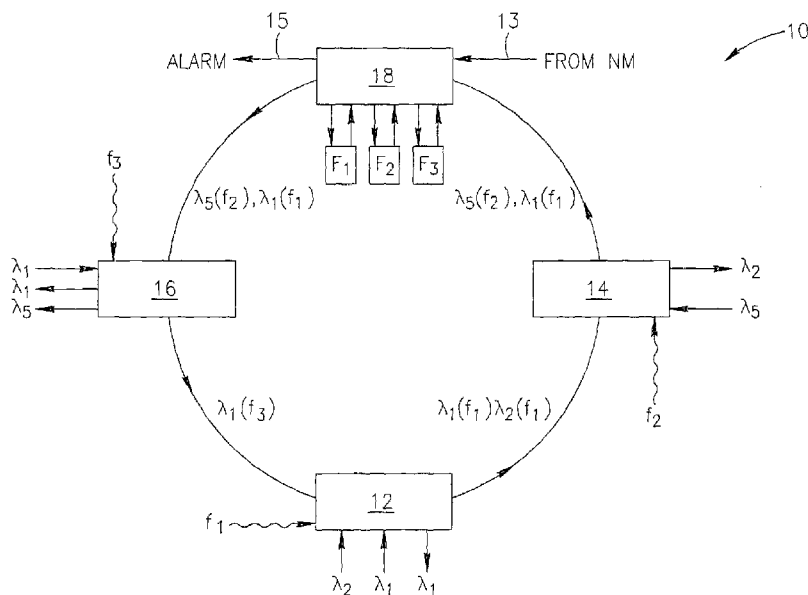 15
13
10
ALARM
18
FROM NM
F₁
F₂
F₃
f₃
λ₅(f₂),λ₁(f₁)
λ₅(f₂),λ₁(f₁)
λ₁
λ₁
λ₅
16
14
λ₂
λ₅
f₂
λ₁(f₃)
λ₁(f₁)λ₂(f₁)
12
f₁
λ₂
λ₁
λ₁